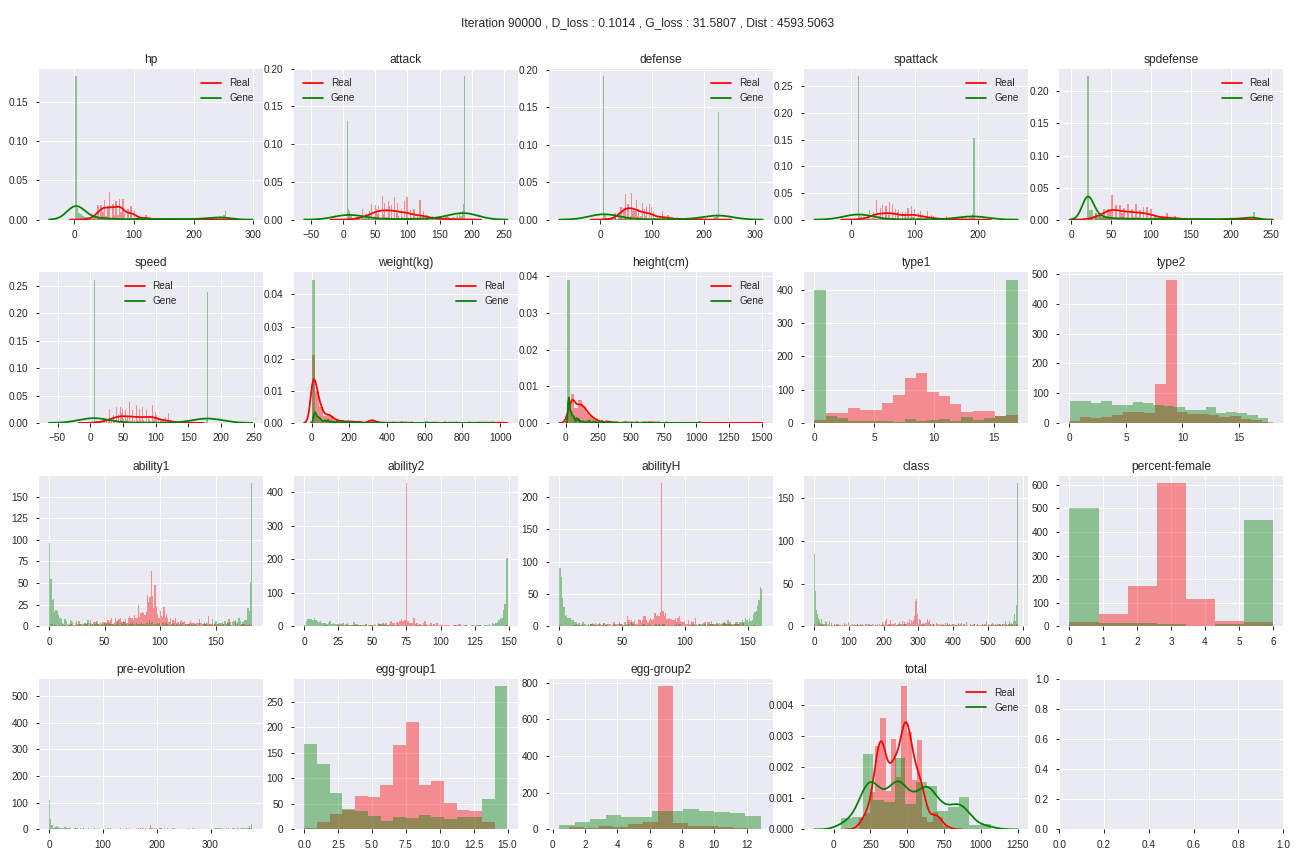 Iteration 90000 , D_loss : 0.1014 , G_loss : 31.5807 , Dist : 4593.5063
hp
attack
defense
spattack
spdefense
Real
Gene
Real
Gene
Real
Gene
Real
Gene
Real
Gene
0.15
0.10
0.05
0.00
0.20
0.15
0.10
0.05
0.00
0.20
0.15
0.10
0.05
0.00
0.25
0.20
0.15
0.10
0.05
0.00
0.20
0.15
0.10
0.05
0.00
0 100 200 300
−50 0 50 100 150 200 250
0 100 200 300
0 100 200
0 50 100 150 200 250
speed
weight(kg)
height(cm)
type1
type2
Real
Gene
Real
Gene
Real
Gene
0.25
0.20
0.15
0.10
0.05
0.00
0.04
0.03
0.02
0.01
0.00
0.04
0.03
0.02
0.01
0.00
400
300
200
100
0
500
400
300
200
100
0
−50 0 50 100 150 200 250
0 200 400 600 800 1000
0 250 500 750 1000 1250 1500
0 5 10 15
0 5 10 15
ability1
ability2
abilityH
class
percent-female
175
150
125
100
75
50
25
0
400
300
200
100
0
200
150
100
50
0
150
100
50
0
600
500
400
300
200
100
0
0 50 100 150
0 25 50 75 100 125 150
0 50 100 150
0 100 200 300 400 500 600
0 1 2 3 4 5 6
pre-evolution
egg-group1
egg-group2
total
Real
Gene
500
400
300
200
100
0
250
200
150
100
50
0
800
600
400
200
0
0.004
0.003
0.002
0.001
0.000
1.0
0.8
0.6
0.4
0.2
0.0
0 100 200 300
0.0 2.5 5.0 7.5 10.0 12.5 15.0
0 2 4 6 8 10 12
0 250 500 750 1000 1250
0.0 0.2 0.4 0.6 0.8 1.0